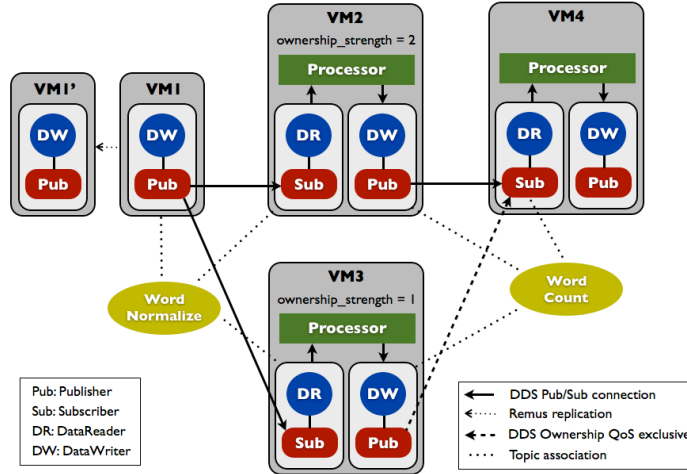 VM2
ownership_strength = 2
Processor
DR
DW
Sub
Pub
VM4
Processor
DR
DW
Sub
Pub
VM1'
DW
Pub
VM1
DW
Pub
Word
Normalize
Word
Count
VM3
ownership_strength = 1
Processor
DR
DW
Sub
Pub
Pub: Publisher
Sub: Subscriber
DR: DataReader
DW: DataWriter
DDS Pub/Sub connection
Remus replication
DDS Ownership QoS exclusive
Topic association